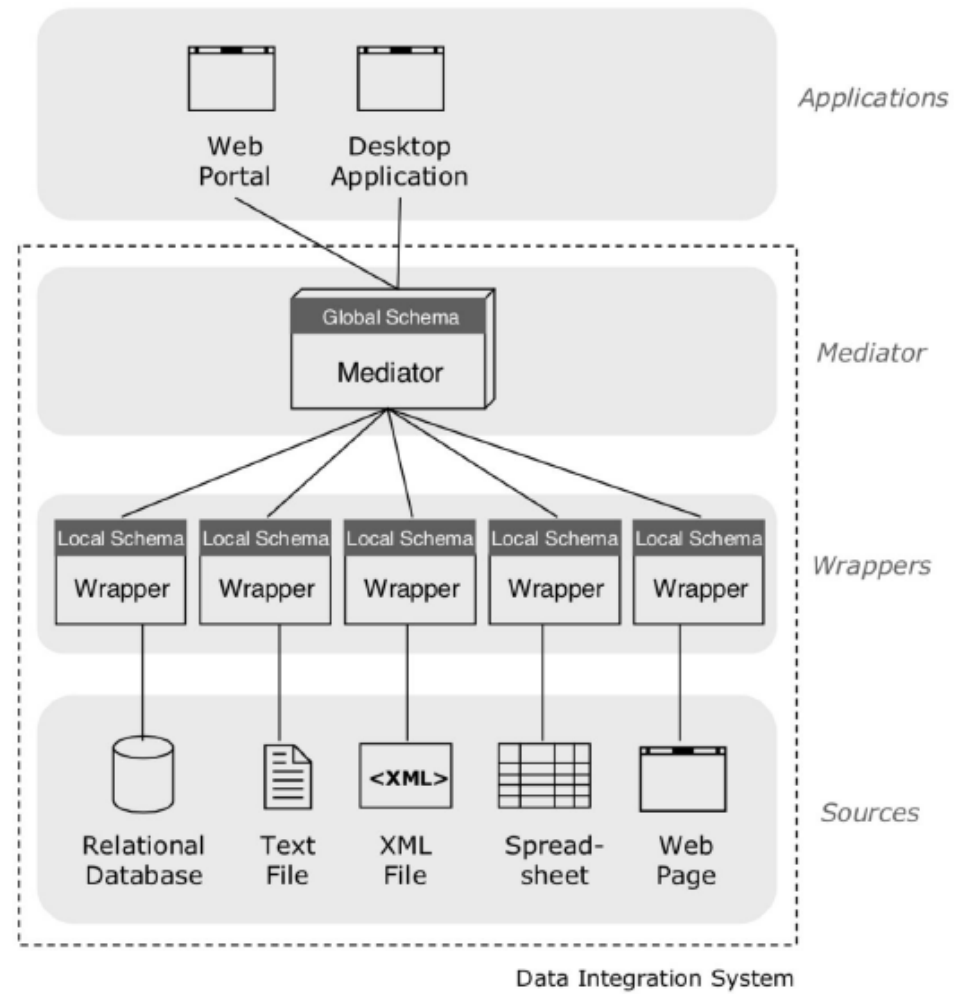 Web
Portal
Desktop
Application
Applications
Global Schema
Mediator
Mediator
Local Schema
Wrapper
Local Schema
Wrapper
Local Schema
Wrapper
Local Schema
Wrapper
Local Schema
Wrapper
Wrappers
<XML>
Relational
Database
Text
File
XML
File
Spread-
sheet
Web
Page
Sources
Data Integration System